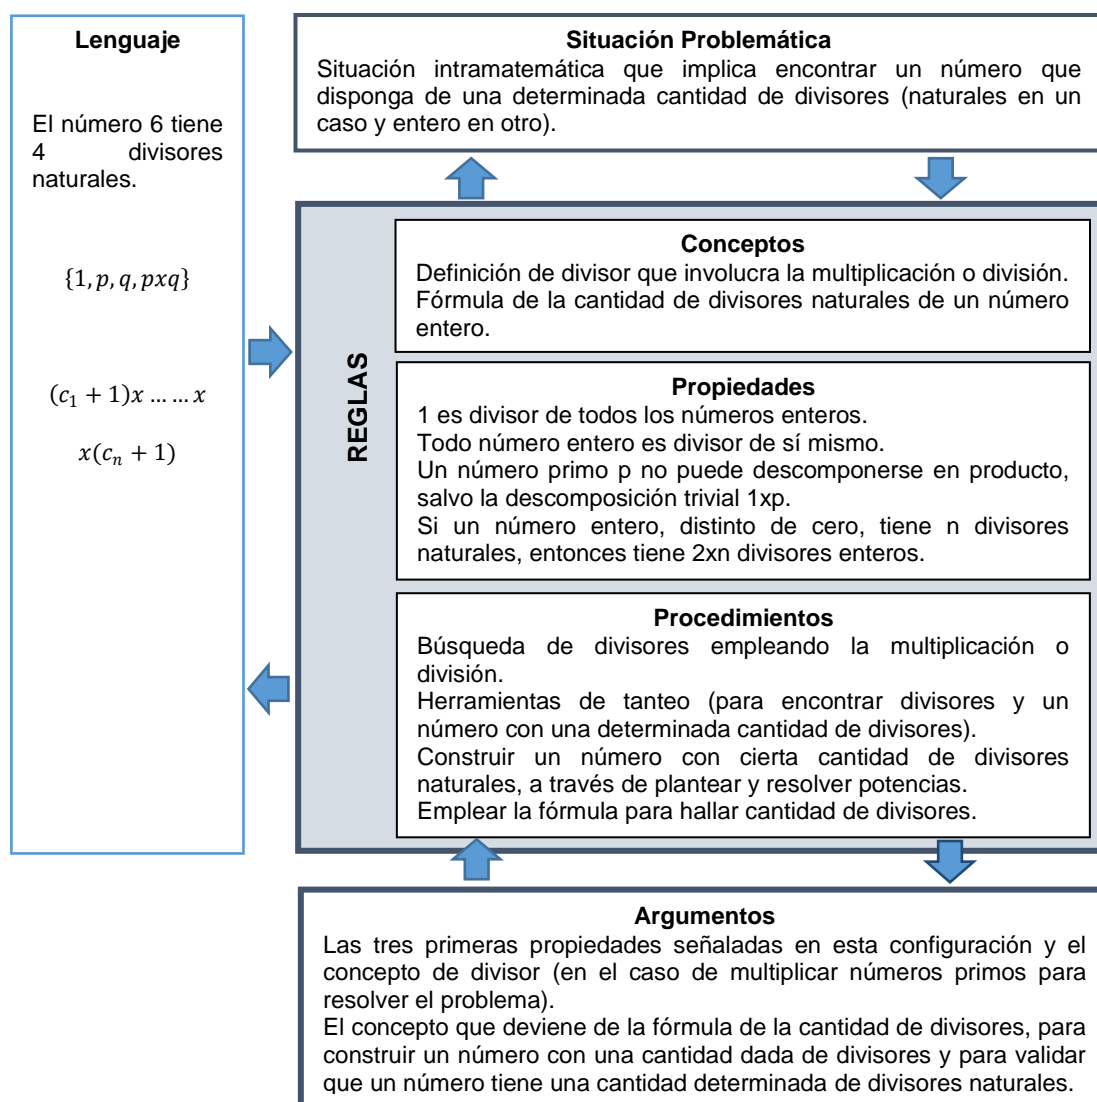 Lenguaje
El número 6 tiene
4 divisores
naturales.
{1, p, q, pxq}
(c₁ + 1)x … … x
x(cₙ + 1)
Situación Problemática
Situación intramatemática que implica encontrar un número que
disponga de una determinada cantidad de divisores (naturales en un
caso y entero en otro).
REGLAS
Conceptos
Definición de divisor que involucra la multiplicación o división.
Fórmula de la cantidad de divisores naturales de un número
entero.
Propiedades
1 es divisor de todos los números enteros.
Todo número entero es divisor de sí mismo.
Un número primo p no puede descomponerse en producto,
salvo la descomposición trivial 1xp.
Si un número entero, distinto de cero, tiene n divisores
naturales, entonces tiene 2xn divisores enteros.
Procedimientos
Búsqueda de divisores empleando la multiplicación o
división.
Herramientas de tanteo (para encontrar divisores y un
número con una determinada cantidad de divisores).
Construir un número con cierta cantidad de divisores
naturales, a través de plantear y resolver potencias.
Emplear la fórmula para hallar cantidad de divisores.
Argumentos
Las tres primeras propiedades señaladas en esta configuración y el
concepto de divisor (en el caso de multiplicar números primos para
resolver el problema).
El concepto que deviene de la fórmula de la cantidad de divisores, para
construir un número con una cantidad dada de divisores y para validar
que un número tiene una cantidad determinada de divisores naturales.